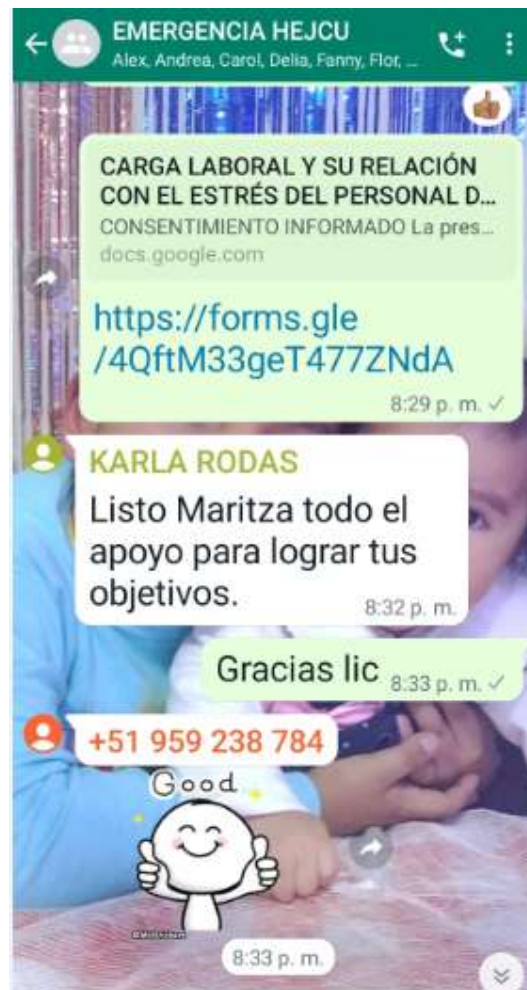 EMERGENCIA HEJCU
Alex, Andrea, Carol, Delia, Fanny, Flor, ...
CARGA LABORAL Y SU RELACIÓN
CON EL ESTRÉS DEL PERSONAL D...
CONSENTIMIENTO INFORMADO La pres...
docs.google.com
https://forms.gle
/4QftM33geT477ZNdA
8:29 p. m.
KARLA RODAS
Listo Maritza todo el
apoyo para lograr tus
objetivos.
8:32 p. m.
Gracias lic
8:33 p. m.
+51 959 238 784
Good
8:33 p. m.